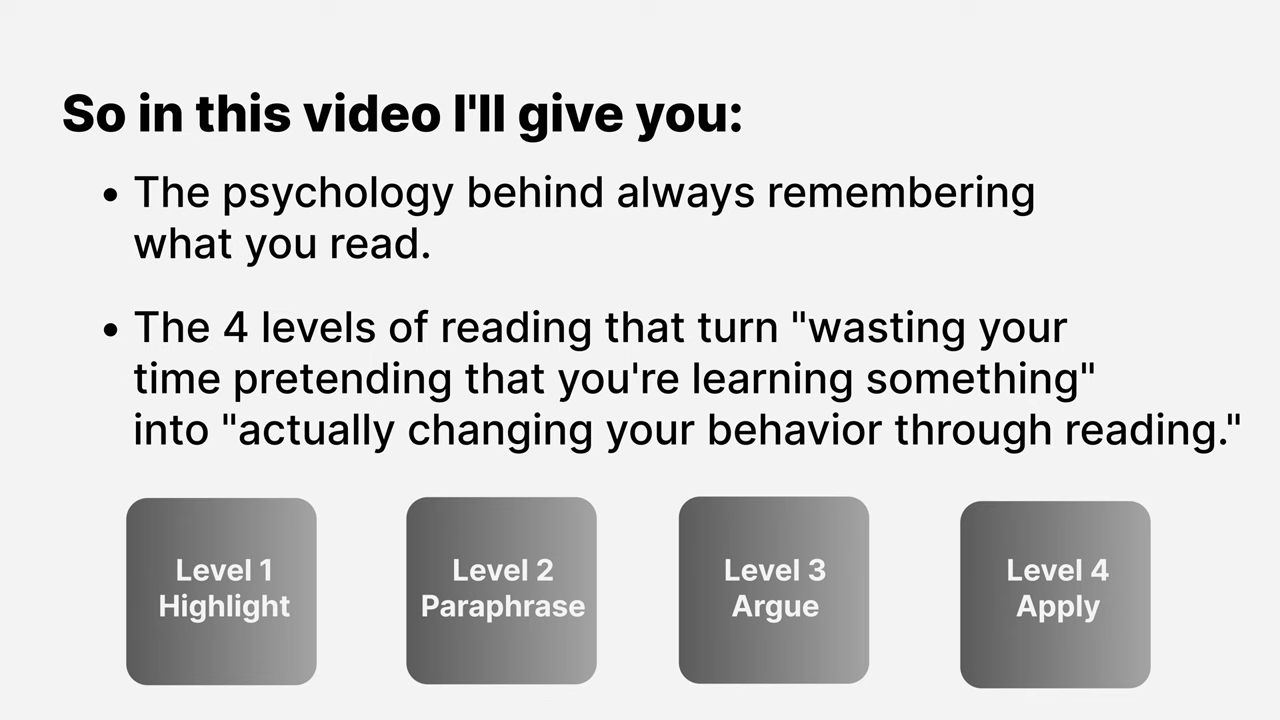 So in this video I'll give you:
• The psychology behind always remembering
what you read.
• The 4 levels of reading that turn "wasting your
time pretending that you're learning something"
into "actually changing your behavior through reading."
Level 1
Highlight
Level 2
Paraphrase
Level 3
Argue
Level 4
Apply